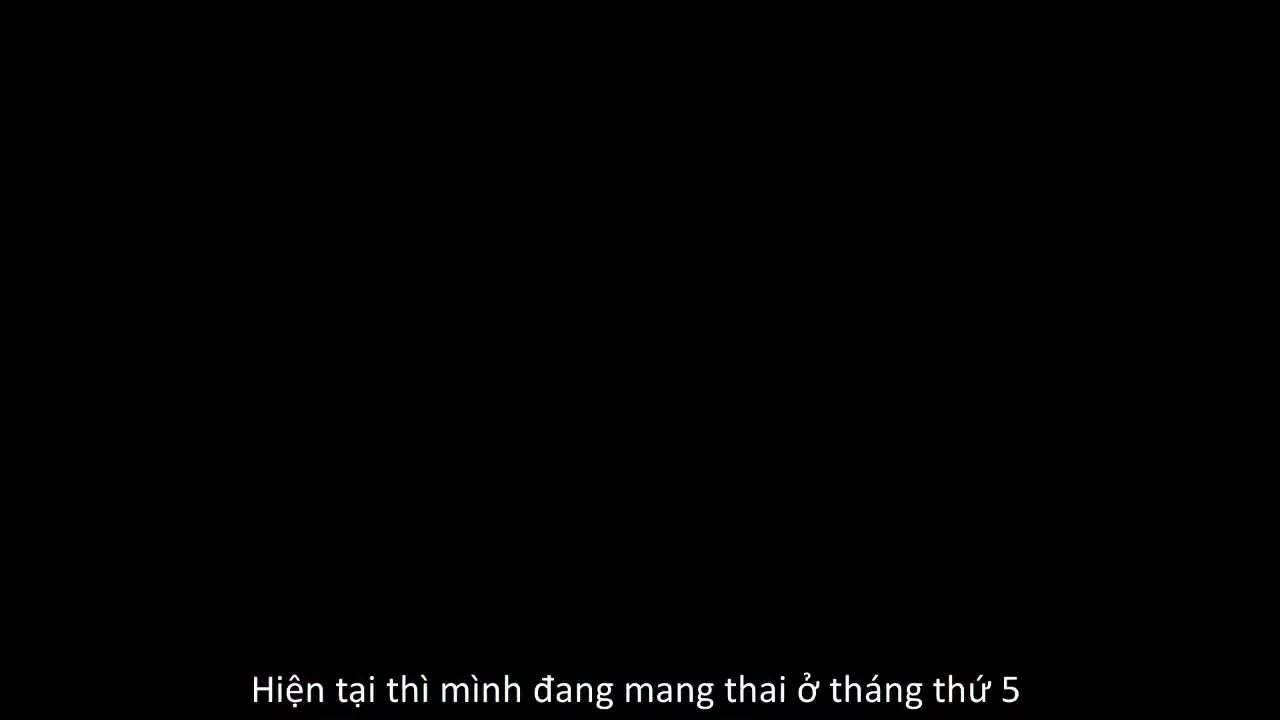 Hiện tại thì mình đang mang thai ở tháng thứ 5